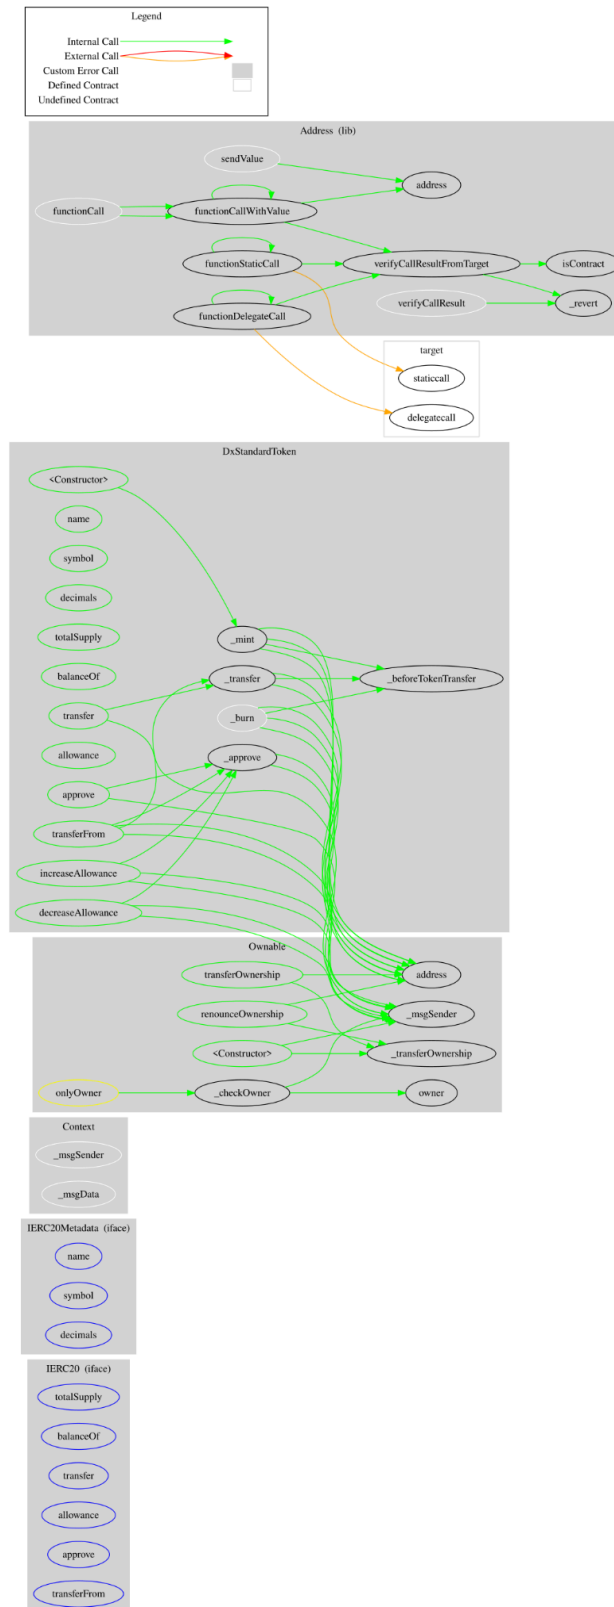 Legend
Internal Call
External Call
Custom Error Call
Defined Contract
Undefined Contract
Address (lib)
sendValue
address
functionCall
functionCallWithValue
functionStaticCall
verifyCallResultFromTarget
isContract
functionDelegateCall
verifyCallResult
_revert
target
staticcall
delegatecall
DxStandardToken
<Constructor>
name
symbol
decimals
totalSupply
_mint
balanceOf
_transfer
_beforeTokenTransfer
transfer
_burn
allowance
_approve
approve
transferFrom
increaseAllowance
decreaseAllowance
Ownable
transferOwnership
address
renounceOwnership
_msgSender
<Constructor>
_transferOwnership
onlyOwner
_checkOwner
owner
Context
_msgSender
_msgData
IERC20Metadata (iface)
name
symbol
decimals
IERC20 (iface)
totalSupply
balanceOf
transfer
allowance
approve
transferFrom